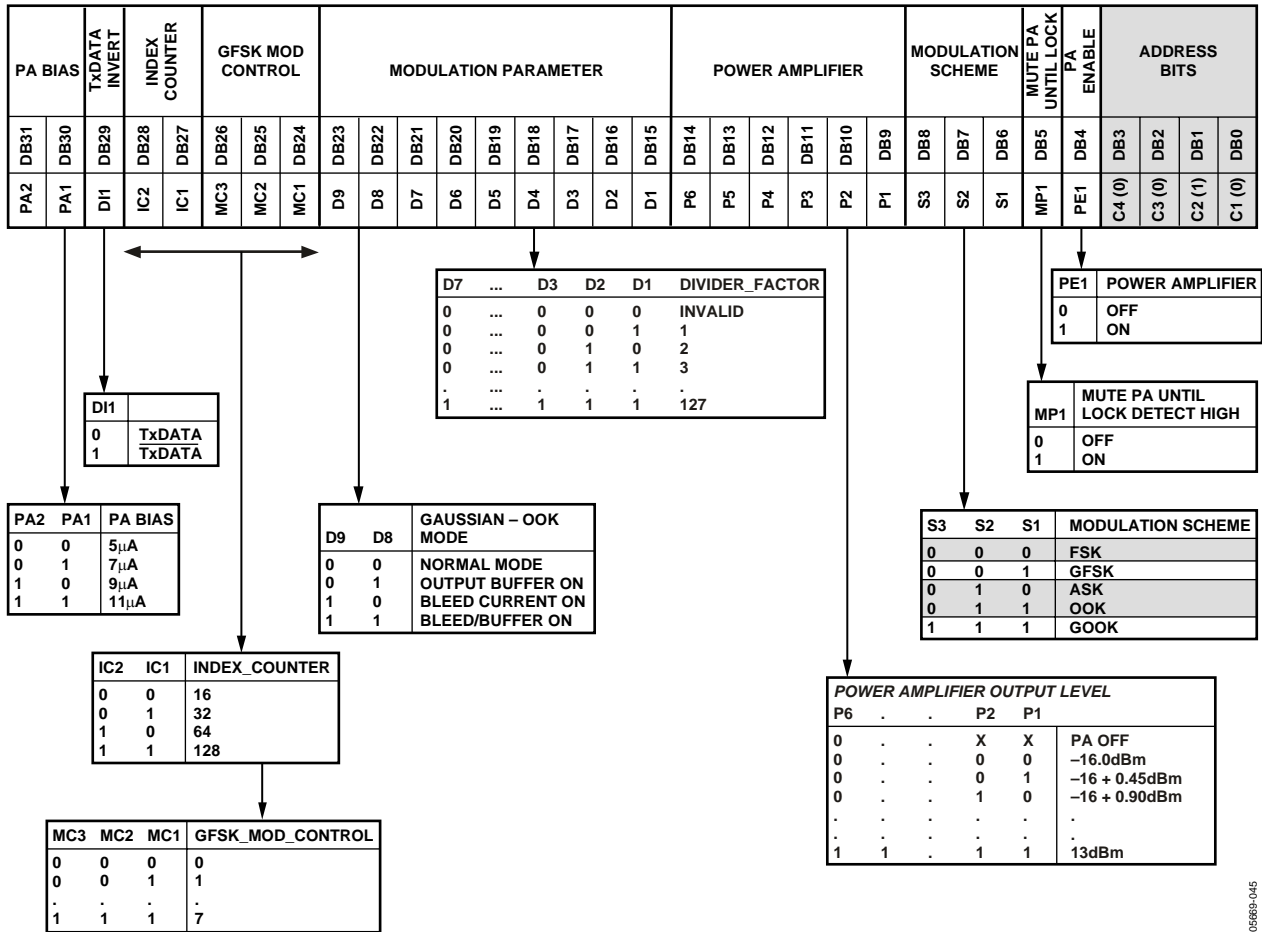 PA BIAS
TxDATA
INVERT
INDEX
COUNTER
GFSK MOD
CONTROL
MODULATION PARAMETER
POWER AMPLIFIER
MODULATION
SCHEME
MUTE PA
UNTIL LOCK
PA
ENABLE
ADDRESS
BITS
DB31 DB30 DB29 DB28 DB27 DB26 DB25 DB24 DB23 DB22 DB21 DB20 DB19 DB18 DB17 DB16 DB15 DB14 DB13 DB12 DB11 DB10 DB9 DB8 DB7 DB6 DB5 DB4 DB3 DB2 DB1 DB0
PA2 PA1 DI1 IC2 IC1 MC3 MC2 MC1 D9 D8 D7 D6 D5 D4 D3 D2 D1 P6 P5 P4 P3 P2 P1 S3 S2 S1 MP1 PE1 C4 (0) C3 (0) C2 (1) C1 (0)
D7 ... D3 D2 D1 DIVIDER_FACTOR
0 ... 0 0 0 INVALID
0 ... 0 0 1 1
0 ... 0 1 0 2
0 ... 0 1 1 3
. ... . . . .
1 ... 1 1 1 127
PE1 POWER AMPLIFIER
0 OFF
1 ON
DI1
0 TxDATA
1 TxDATA
MP1 MUTE PA UNTIL
LOCK DETECT HIGH
0 OFF
1 ON
PA2 PA1 PA BIAS
0 0 5µA
0 1 7µA
1 0 9µA
1 1 11µA
D9 D8 GAUSSIAN – OOK
MODE
0 0 NORMAL MODE
0 1 OUTPUT BUFFER ON
1 0 BLEED CURRENT ON
1 1 BLEED/BUFFER ON
S3 S2 S1 MODULATION SCHEME
0 0 0 FSK
0 0 1 GFSK
0 1 0 ASK
0 1 1 OOK
1 1 1 GOOK
IC2 IC1 INDEX_COUNTER
0 0 16
0 1 32
1 0 64
1 1 128
POWER AMPLIFIER OUTPUT LEVEL
P6 . . P2 P1
0 . . X X PA OFF
0 . . 0 0 –16.0dBm
0 . . 0 1 –16 + 0.45dBm
0 . . 1 0 –16 + 0.90dBm
. . . . . .
. . . . . .
1 1 . 1 1 13dBm
MC3 MC2 MC1 GFSK_MOD_CONTROL
0 0 0 0
0 0 1 1
. . . .
1 1 1 7
05669-045